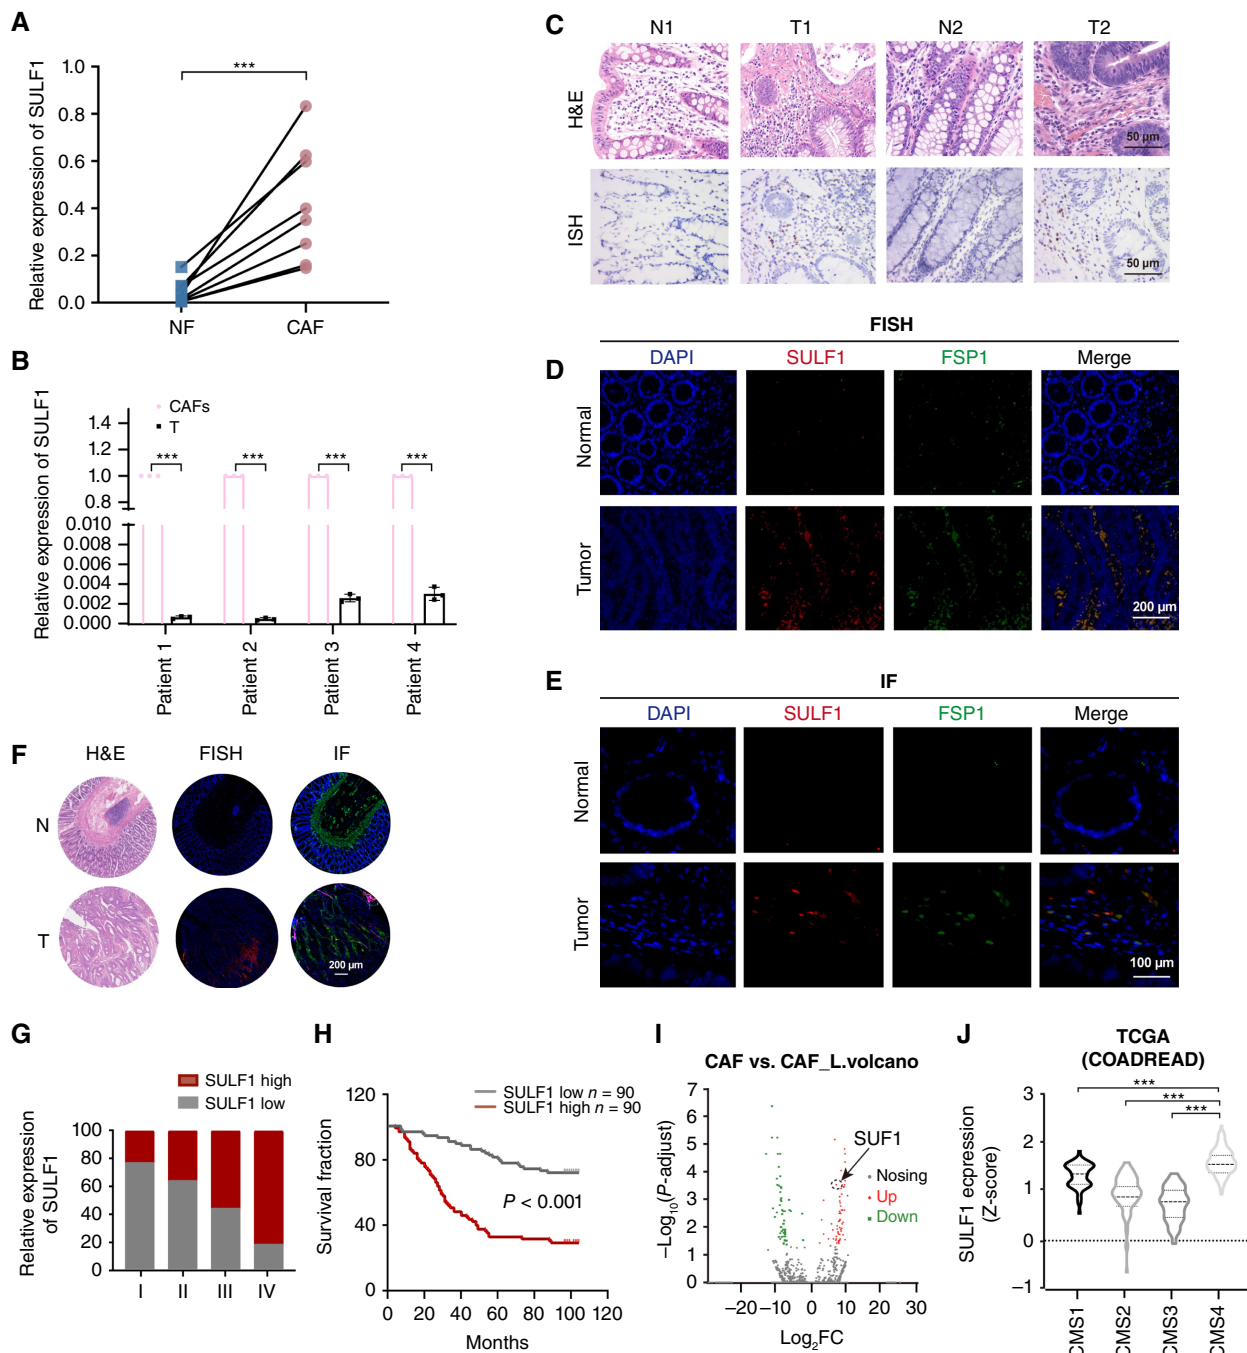 A
Relative expression of SULF1
1.0
0.8
0.6
0.4
0.2
0.0
***
NF
CAF
B
Relative expression of SULF1
1.4
1.2
1.0
0.8
0.010
0.008
0.006
0.004
0.002
0.000
CAFs
T
***
***
***
***
Patient 1
Patient 2
Patient 3
Patient 4
C
N1
T1
N2
T2
H&E
50 µm
ISH
50 µm
FISH
D
DAPI
SULF1
FSP1
Merge
Normal
Tumor
200 µm
E
IF
DAPI
SULF1
FSP1
Merge
Normal
Tumor
100 µm
F
H&E
FISH
IF
N
T
200 µm
G
SULF1 high
SULF1 low
Relative expression
of SULF1
100
80
60
40
20
0
I
II
III
IV
H
SULF1 low n = 90
SULF1 high n = 90
Survival fraction
120
80
40
0
P < 0.001
0
20
40
60
80
100
120
Months
I
CAF vs. CAF_L.volcano
–Log10(P-adjust)
7
6
5
4
3
2
1
0
SUF1
Nosing
Up
Down
–20
–10
0
10
20
30
Log2FC
J
TCGA
(COADREAD)
SULF1 epression
(Z-score)
3
2
1
0
–1
***
***
***
CMS1
CMS2
CMS3
CMS4